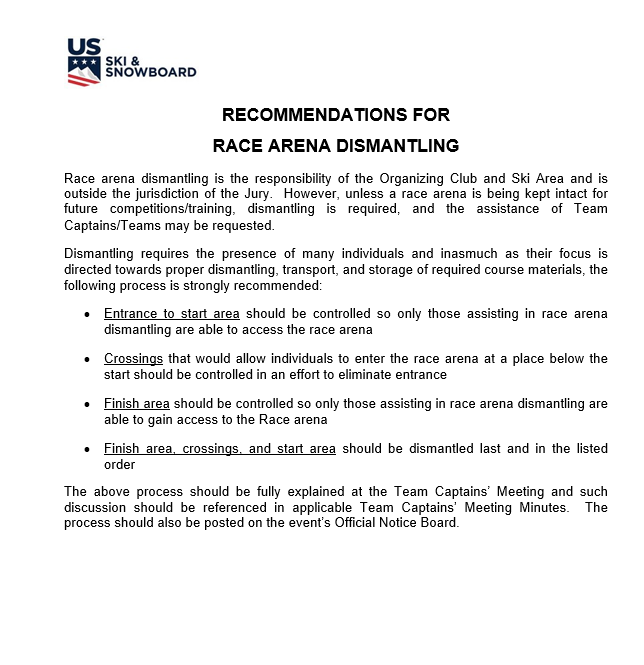 US
SKI &
SNOWBOARD
RECOMMENDATIONS FOR
RACE ARENA DISMANTLING
Race arena dismantling is the responsibility of the Organizing Club and Ski Area and is
outside the jurisdiction of the Jury. However, unless a race arena is being kept intact for
future competitions/training, dismantling is required, and the assistance of Team
Captains/Teams may be requested.
Dismantling requires the presence of many individuals and inasmuch as their focus is
directed towards proper dismantling, transport, and storage of required course materials, the
following process is strongly recommended:
• Entrance to start area should be controlled so only those assisting in race arena
dismantling are able to access the race arena
• Crossings that would allow individuals to enter the race arena at a place below the
start should be controlled in an effort to eliminate entrance
• Finish area should be controlled so only those assisting in race arena dismantling are
able to gain access to the Race arena
• Finish area, crossings, and start area should be dismantled last and in the listed
order
The above process should be fully explained at the Team Captains' Meeting and such
discussion should be referenced in applicable Team Captains' Meeting Minutes. The
process should also be posted on the event's Official Notice Board.